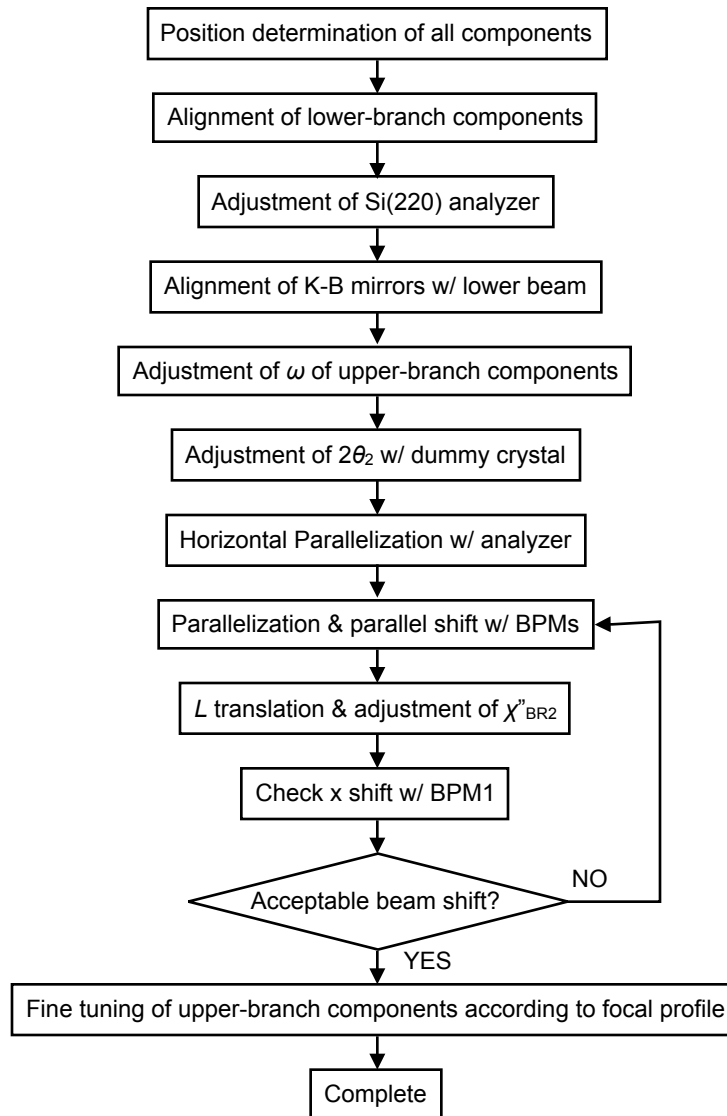 Position determination of all components
Alignment of lower-branch components
Adjustment of Si(220) analyzer
Alignment of K-B mirrors w/ lower beam
Adjustment of ω of upper-branch components
Adjustment of 2θ₂ w/ dummy crystal
Horizontal Parallelization w/ analyzer
Parallelization & parallel shift w/ BPMs
L translation & adjustment of χ”BR2
Check x shift w/ BPM1
Acceptable beam shift?
NO
YES
Fine tuning of upper-branch components according to focal profile
Complete